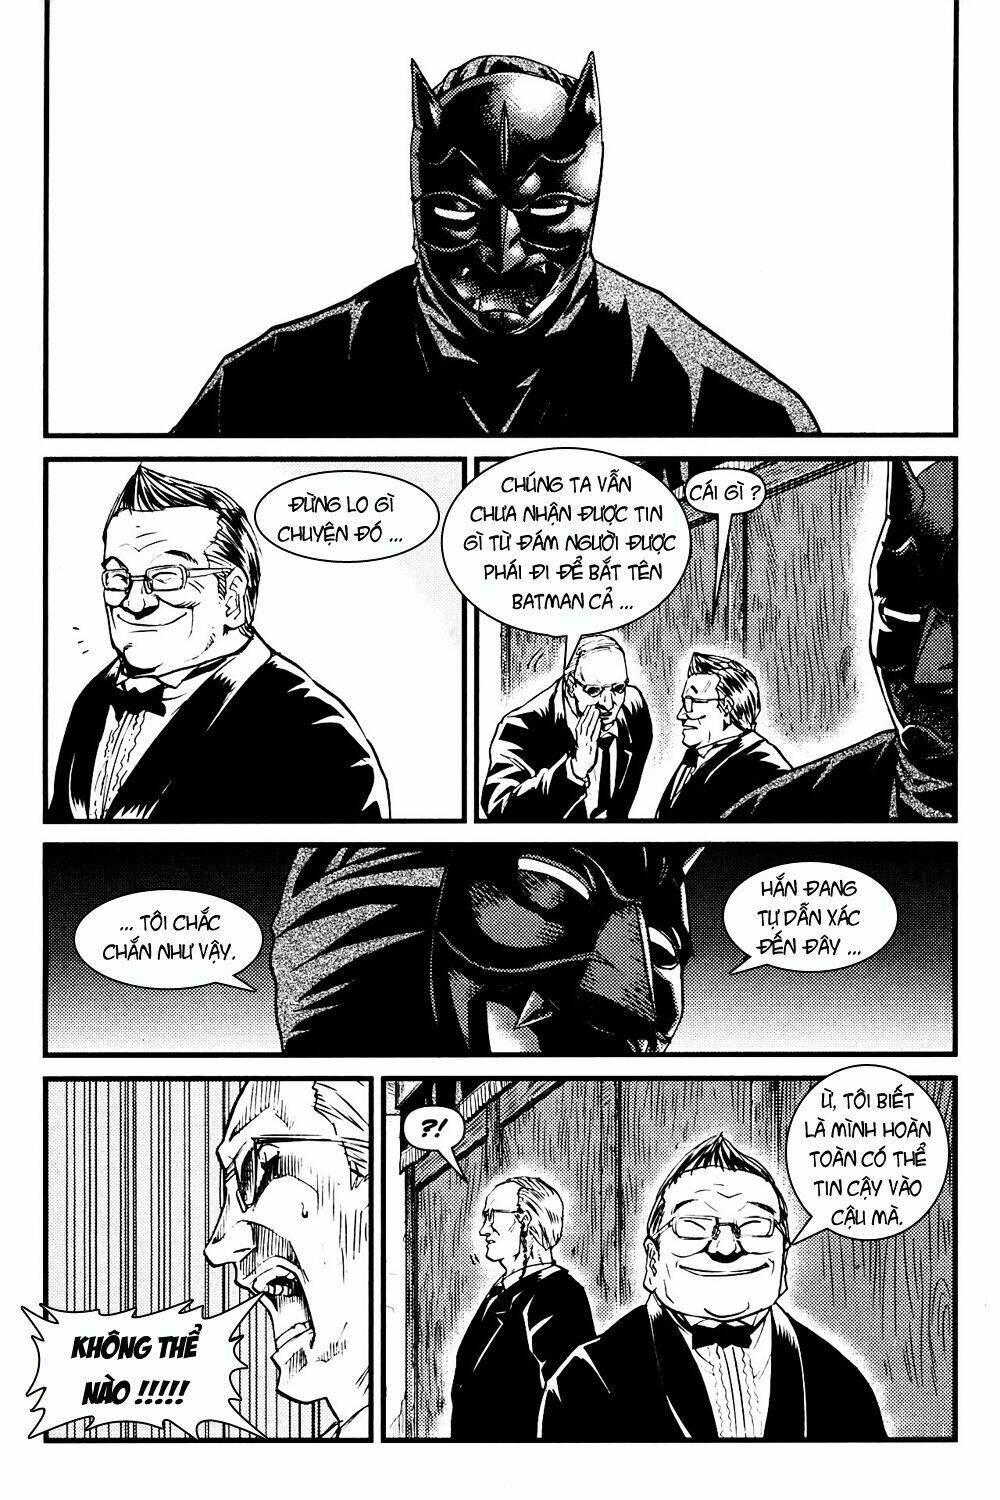 CÁI GÌ ?
CHÚNG TA VẪN
CHƯA NHẬN ĐƯỢC TIN
GÌ TỪ ĐÁM NGƯỜI ĐƯỢC
PHÁI ĐI ĐỂ BẮT TÊN
BATMAN CẢ ...
ĐỪNG LO GÌ
CHUYỆN ĐÓ ...
HẮN ĐANG
TỰ DẪN XÁC
ĐẾN ĐÂY ...
... TÔI CHẮC
CHẮN NHƯ VẬY.
Ừ, TÔI BIẾT
LÀ MÌNH HOÀN
TOÀN CÓ THỂ
TIN CẬY VÀO
CẬU MÀ.
?!
KHÔNG THỂ
NÀO !!!!!